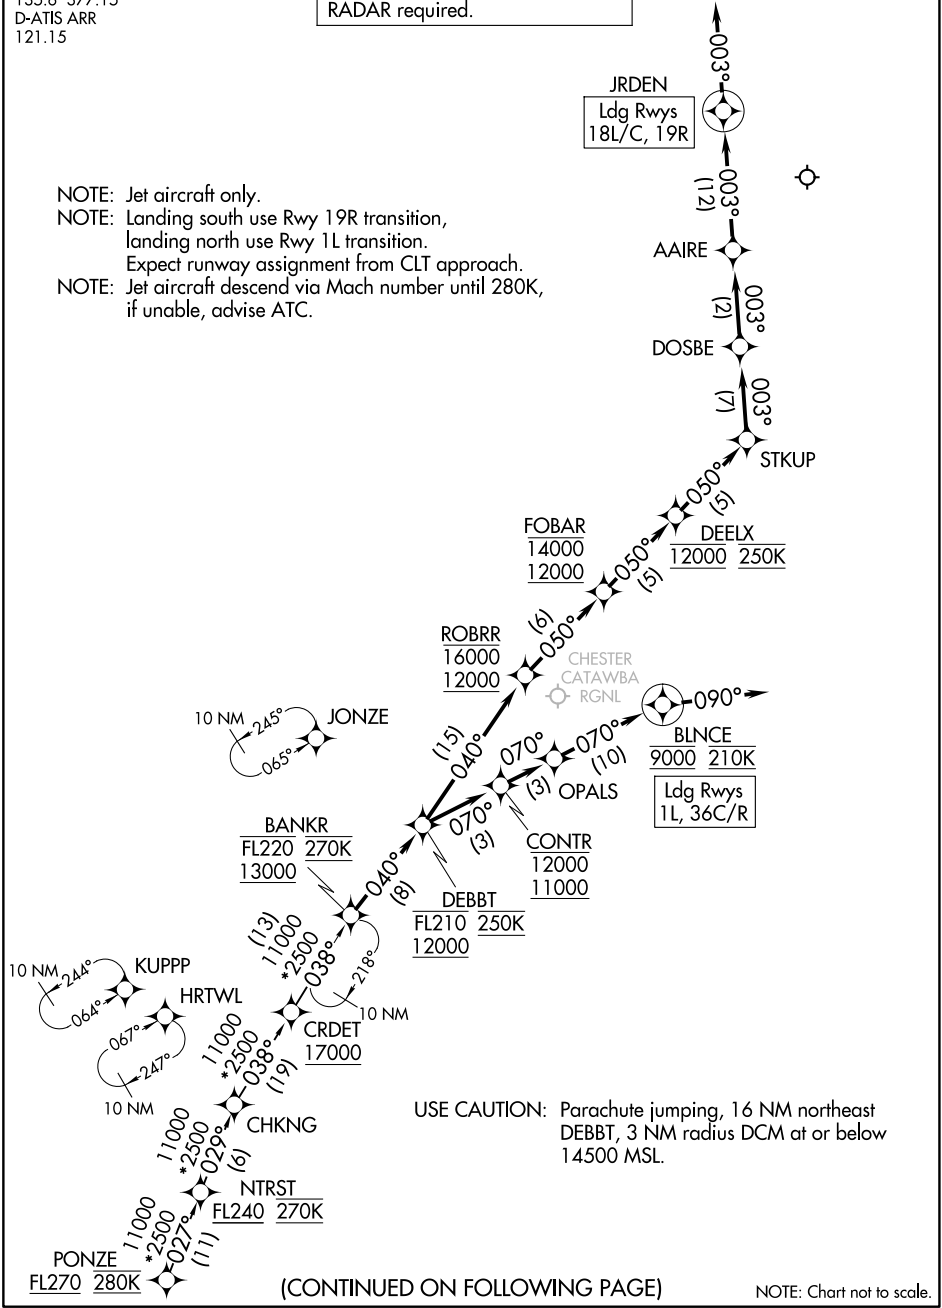 D-ATIS ARR
121.15
RADAR required.
003°
JRDEN
Ldg Rwys
18L/C, 19R
003°
(12)
NOTE: Jet aircraft only.
NOTE: Landing south use Rwy 19R transition,
landing north use Rwy 1L transition.
Expect runway assignment from CLT approach.
NOTE: Jet aircraft descend via Mach number until 280K,
if unable, advise ATC.
AAIRE
003°
(2)
DOSBE
003°
(7)
STKUP
050°
(5)
DEELX
12000 250K
FOBAR
14000
12000
050°
(5)
(6)
050°
ROBRR
16000
12000
CHESTER
CATAWBA
RGNL
090°
BLNCE
9000 210K
Ldg Rwys
1L, 36C/R
10 NM
245°
065°
JONZE
(15)
040°
070°
(3)
070°
(10)
OPALS
070°
(3)
CONTR
12000
11000
BANKR
FL220 270K
13000
040°
(8)
DEBBT
FL210 250K
12000
(13)
11000
*2500
038°
218°
10 NM
10 NM
244°
064°
KUPPP
HRTWL
067°
247°
10 NM
CRDET
17000
11000
*2500
038°
(19)
CHKNG
USE CAUTION: Parachute jumping, 16 NM northeast
DEBBT, 3 NM radius DCM at or below
14500 MSL.
11000
*2500
029°
(6)
NTRST
FL240 270K
11000
*2500
027°
(11)
PONZE
FL270 280K
(CONTINUED ON FOLLOWING PAGE)
NOTE: Chart not to scale.